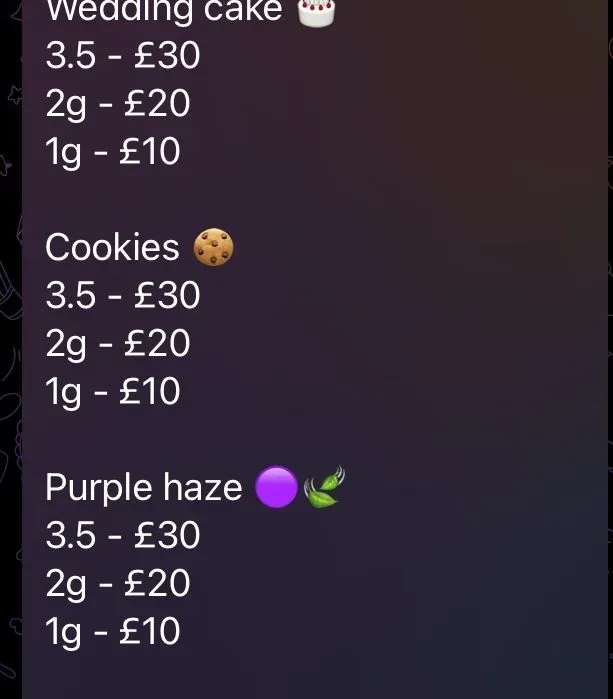 Wedding cake 🎂
3.5 - £30
2g - £20
1g - £10
Cookies 🍪
3.5 - £30
2g - £20
1g - £10
Purple haze 🟣🌿
3.5 - £30
2g - £20
1g - £10